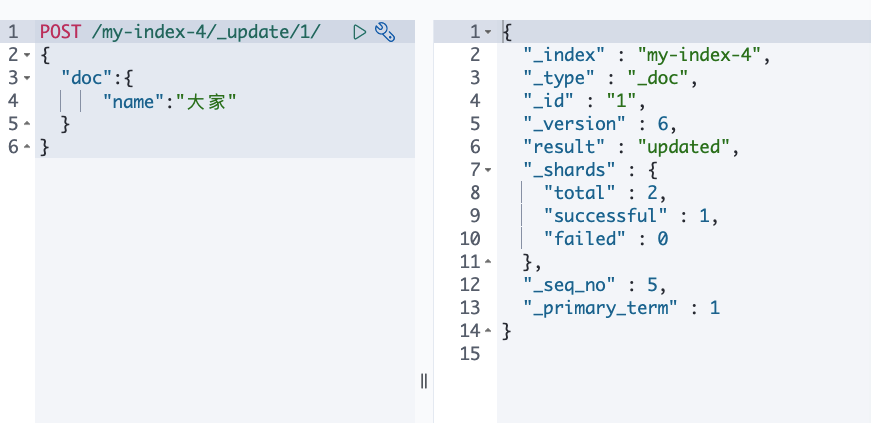 1 POST /my-index-4/_update/1/
2 {
3 "doc":{
4 "name":"大家"
5 }
6 }
1 {
2 "_index" : "my-index-4",
3 "_type" : "_doc",
4 "_id" : "1",
5 "_version" : 6,
6 "result" : "updated",
7 "_shards" : {
8 "total" : 2,
9 "successful" : 1,
10 "failed" : 0
11 },
12 "_seq_no" : 5,
13 "_primary_term" : 1
14 }
15